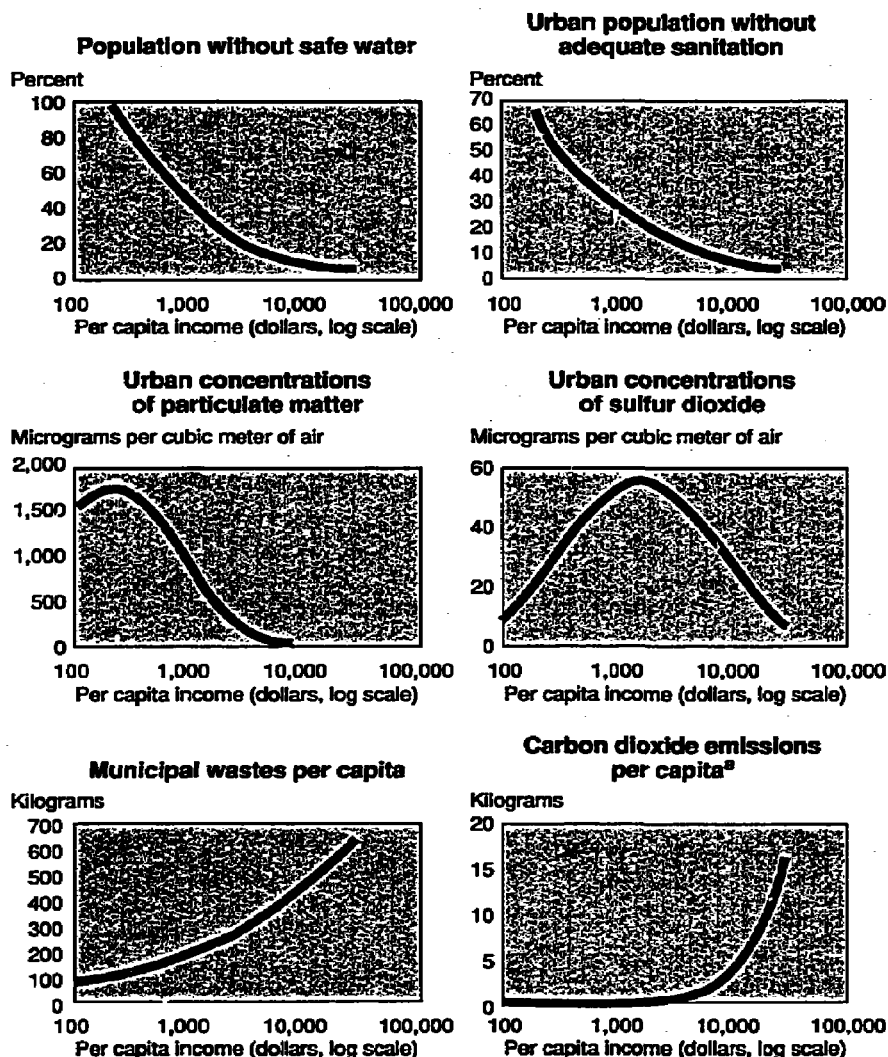 Population without safe water
Percent
100
80
60
40
20
0
100 1,000 10,000 100,000
Per capita income (dollars, log scale)
Urban population without
adequate sanitation
Percent
70
60
50
40
30
20
10
0
100 1,000 10,000 100,000
Per capita income (dollars, log scale)
Urban concentrations
of particulate matter
Micrograms per cubic meter of air
2,000
1,500
1,000
500
0
100 1,000 10,000 100,000
Per capita income (dollars, log scale)
Urban concentrations
of sulfur dioxide
Micrograms per cubic meter of air
60
40
20
0
100 1,000 10,000 100,000
Per capita income (dollars, log scale)
Municipal wastes per capita
Kilograms
700
600
500
400
300
200
100
0
100 1,000 10,000 100,000
Per capita income (dollars, log scale)
Carbon dioxide emissions
per capitaª
Kilograms
20
15
10
5
0
100 1,000 10,000 100,000
Per capita income (dollars, log scale)